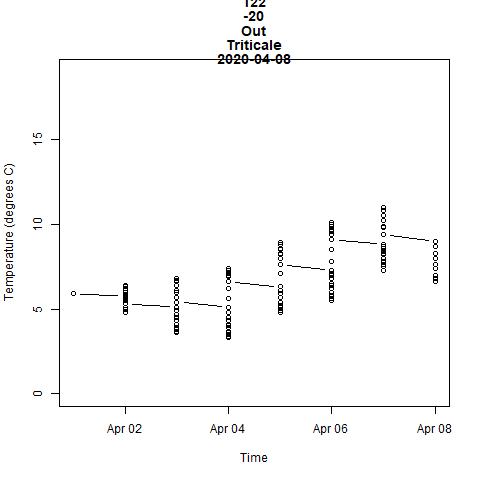 122
-20
Out
Triticale
2020-04-08
Temperature (degrees C)
15
10
5
0
Apr 02
Apr 04
Apr 06
Apr 08
Time